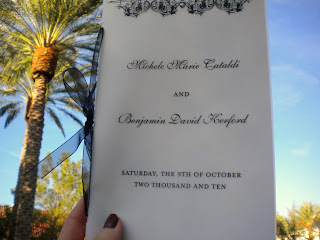 Michele Marie Cataldi
AND
Benjamin David Kerford
SATURDAY, THE 9TH OF OCTOBER
TWO THOUSAND AND TEN